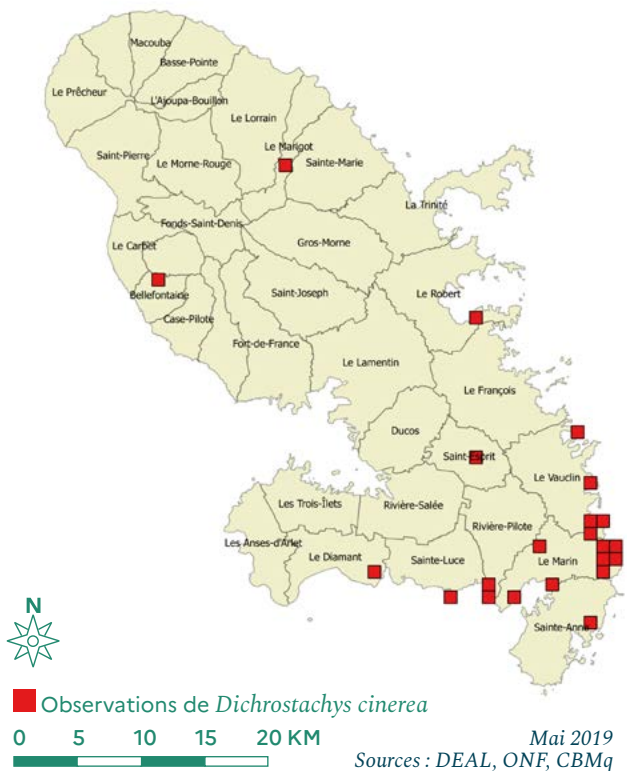 Macouba
Basse-Pointe
Le Prêcheur
L'Ajoupa-Bouillon
Le Lorrain
Le Marigot
Saint-Pierre
Le Morne-Rouge
Sainte-Marie
La Trinité
Fonds-Saint-Denis
Le Carbet
Gros-Morne
Bellefontaine
Saint-Joseph
Le Robert
Case-Pilote
Fort-de-France
Le Lamentin
Le François
Ducos
Saint-Esprit
Le Vauclin
Les Trois-Îlets
Rivière-Salée
Rivière-Pilote
Les Anses-d'Arlet
Le Diamant
Sainte-Luce
Le Marin
Sainte-Anne
N
Observations de Dichrostachys cinerea
0 5 10 15 20 KM
Mai 2019
Sources : DEAL, ONF, CBMq